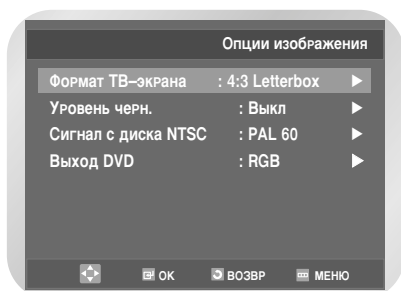 Опции изображения
Формат ТВ–экрана : 4:3 Letterbox
Уровень черн. : Выкл
Сигнал с диска NTSC : PAL 60
Выход DVD : RGB
ОК ВОЗВР МЕНЮ